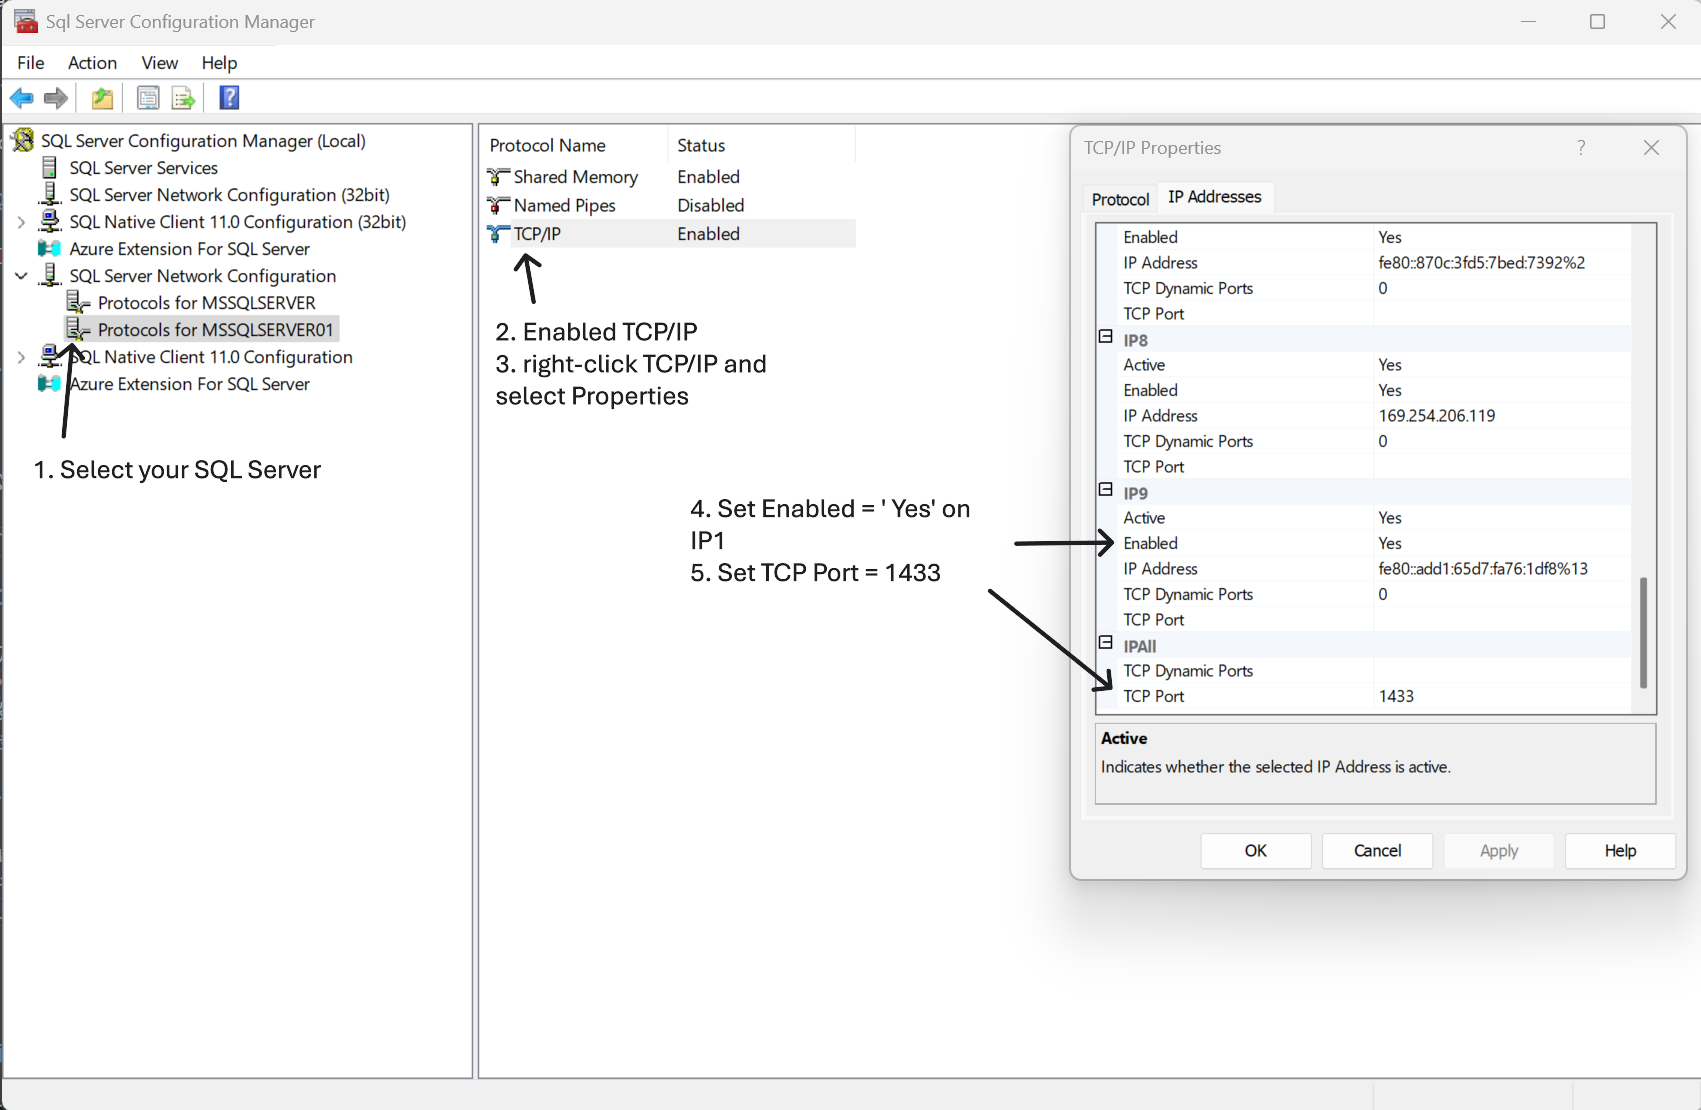 Sql Server Configuration Manager
File Action View Help
SQL Server Configuration Manager (Local)
SQL Server Services
SQL Server Network Configuration (32bit)
SQL Native Client 11.0 Configuration (32bit)
Azure Extension For SQL Server
SQL Server Network Configuration
Protocols for MSSQLSERVER
Protocols for MSSQLSERVER01
SQL Native Client 11.0 Configuration
Azure Extension For SQL Server
1. Select your SQL Server
Protocol Name Status
Shared Memory Enabled
Named Pipes Disabled
TCP/IP Enabled
2. Enabled TCP/IP
3. right-click TCP/IP and
select Properties
4. Set Enabled = ' Yes' on
IP1
5. Set TCP Port = 1433
TCP/IP Properties ?
Protocol IP Addresses
Enabled Yes
IP Address fe80::870c:3fd5:7bed:7392%2
TCP Dynamic Ports 0
TCP Port
IP8
Active Yes
Enabled Yes
IP Address 169.254.206.119
TCP Dynamic Ports 0
TCP Port
IP9
Active Yes
Enabled Yes
IP Address fe80::add1:65d7:fa76:1df8%13
TCP Dynamic Ports 0
TCP Port
IPAll
TCP Dynamic Ports
TCP Port 1433
Active
Indicates whether the selected IP Address is active.
OK Cancel Apply Help